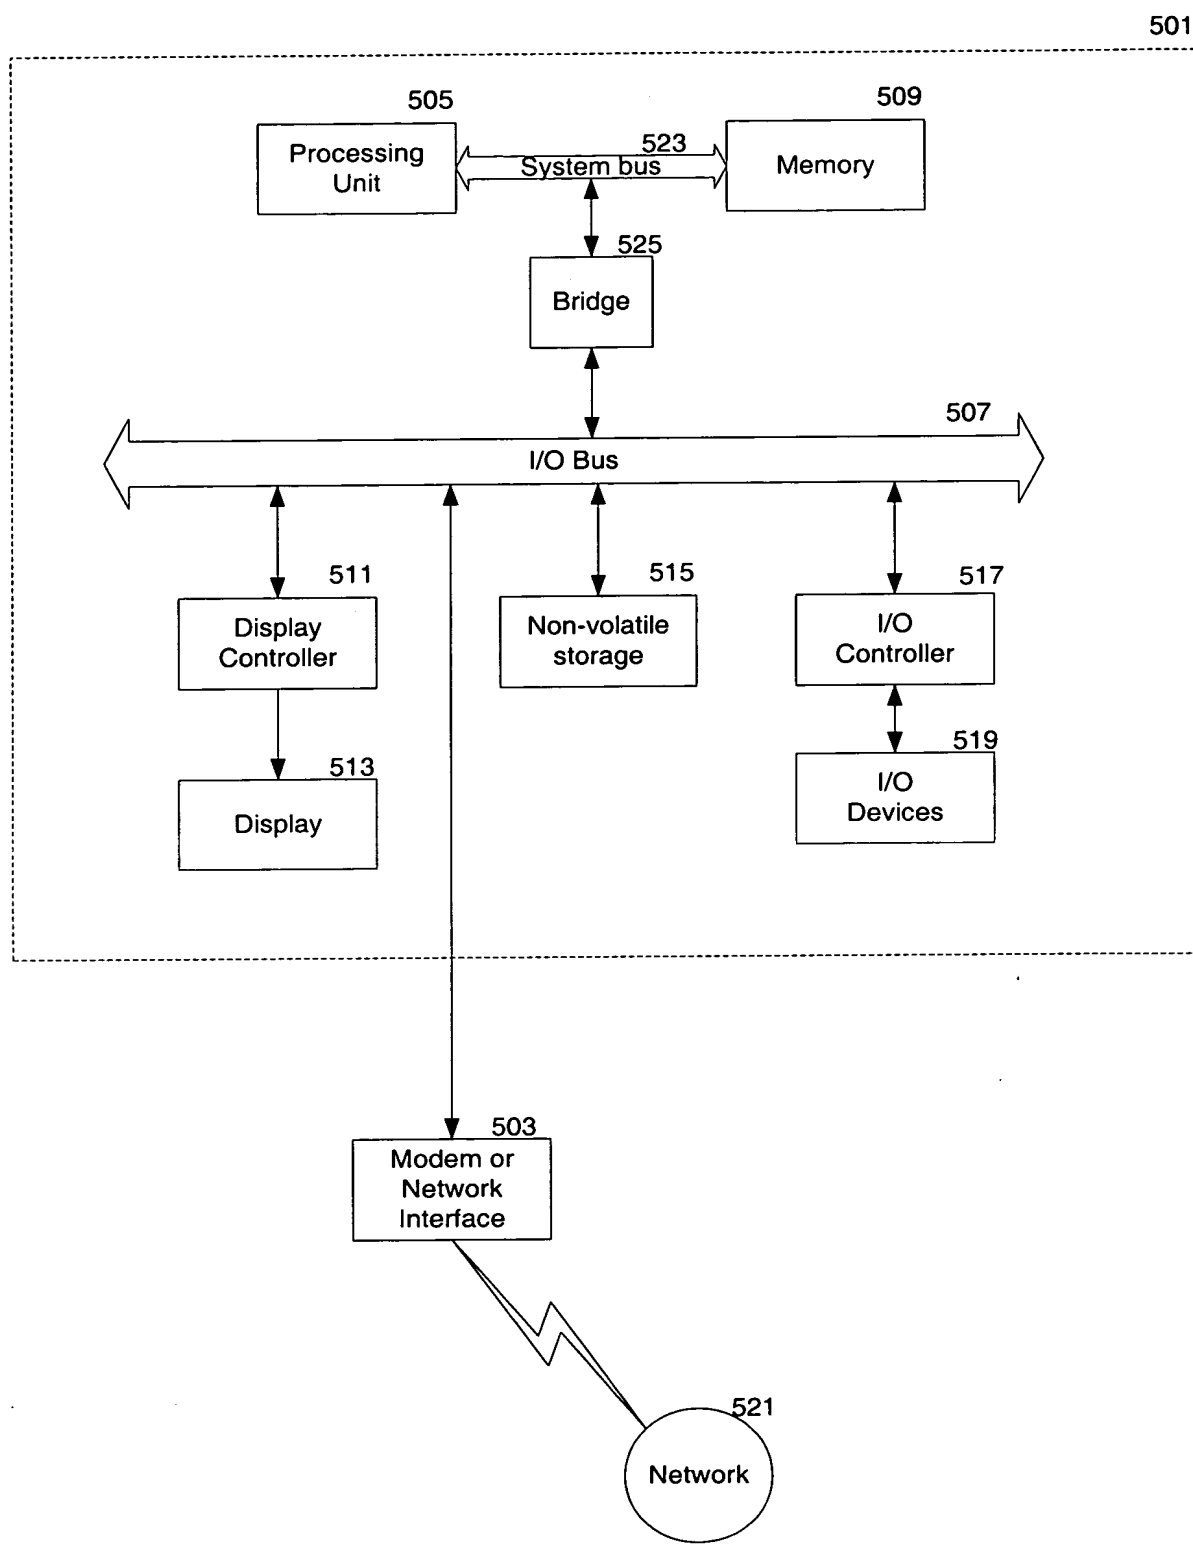 501
505
509
Processing
Unit
523
System bus
Memory
525
Bridge
507
I/O Bus
511
515
517
Display
Controller
Non-volatile
storage
I/O
Controller
513
519
Display
I/O
Devices
503
Modem or
Network
Interface
521
Network